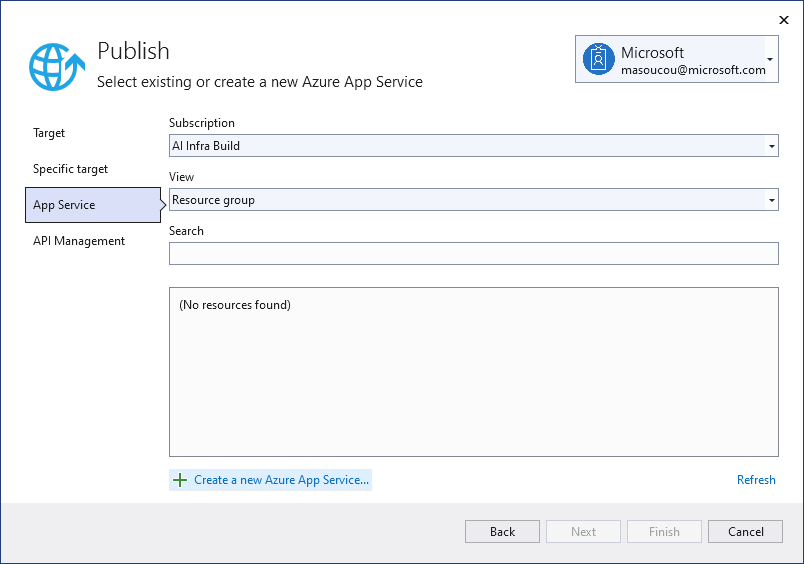 Publish
Select existing or create a new Azure App Service
Microsoft
masoucou@microsoft.com
Target
Specific target
App Service
API Management
Subscription
AI Infra Build
View
Resource group
Search
(No resources found)
Create a new Azure App Service...
Refresh
Back
Next
Finish
Cancel